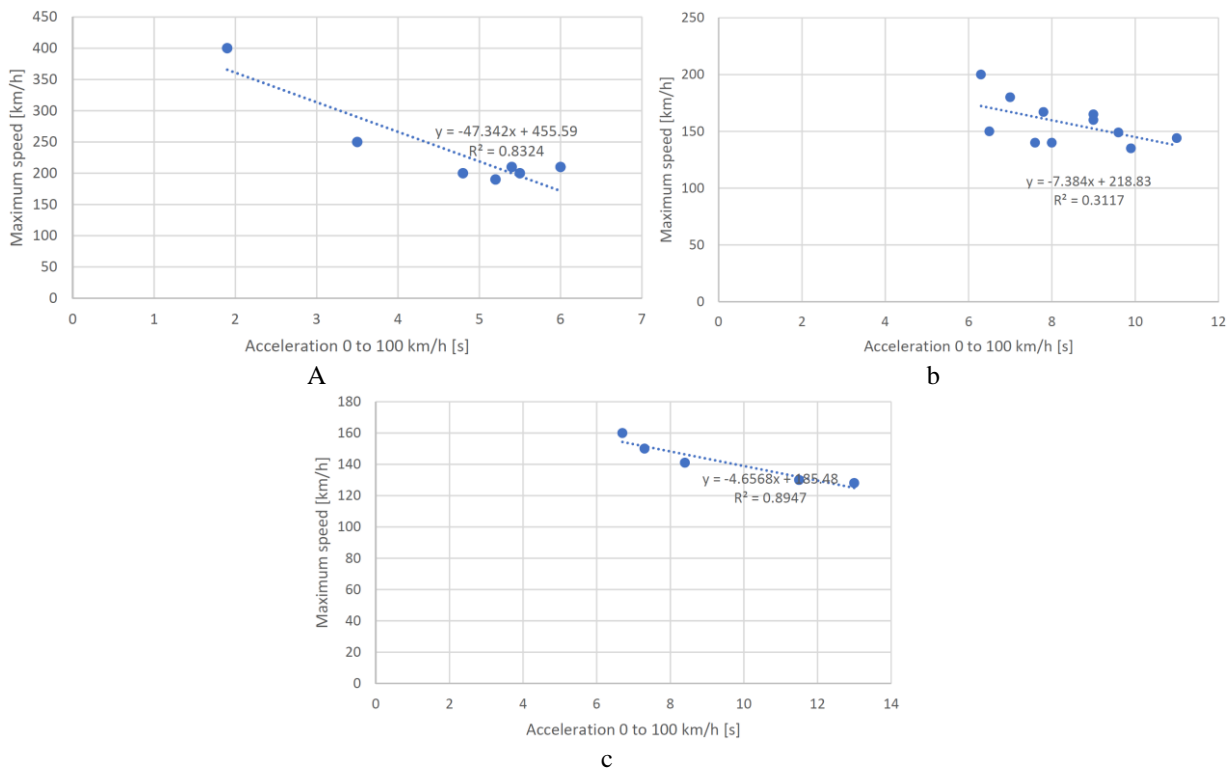 450
400
350
300
250
200
150
100
50
0
Maximum speed [km/h]
y = -47.342x + 455.59
R² = 0.8324
0 1 2 3 4 5 6 7
Acceleration 0 to 100 km/h [s]
A
250
200
150
100
50
0
Maximum speed [km/h]
y = -7.384x + 218.83
R² = 0.3117
0 2 4 6 8 10 12
Acceleration 0 to 100 km/h [s]
b
180
160
140
120
100
80
60
40
20
0
Maximum speed [km/h]
y = -4.6568x + 185.48
R² = 0.8947
0 2 4 6 8 10 12 14
Acceleration 0 to 100 km/h [s]
c